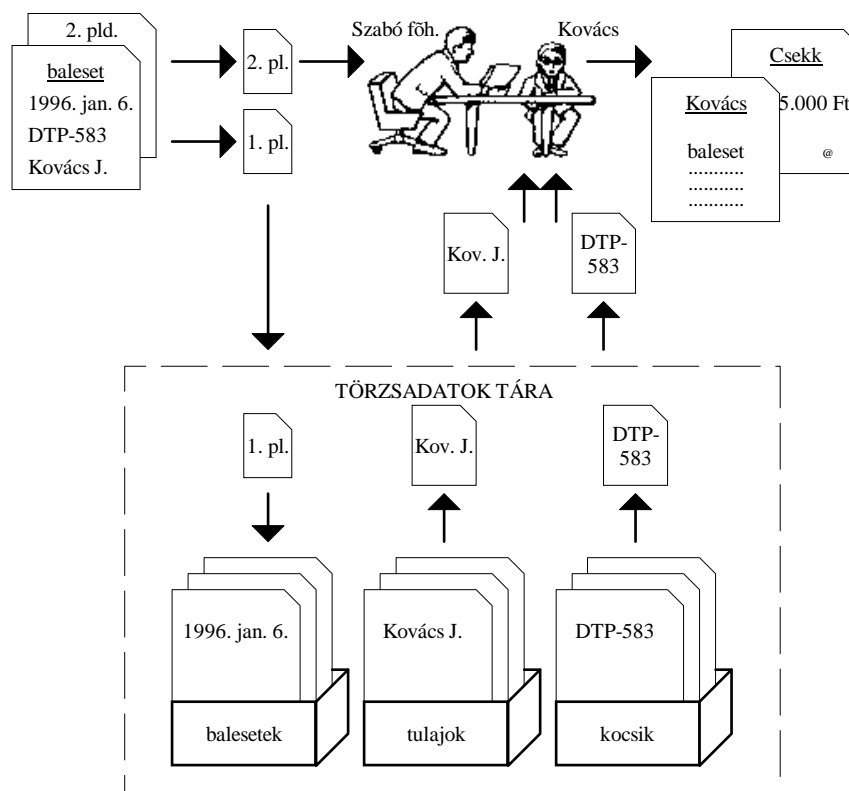 2. pld.
baleset
1996. jan. 6.
DTP-583
Kovács J.
2. pl.
1. pl.
Szabó fõh.
Kovács
Csekk
5.000 Ft
@
Kovács
baleset
...........
...........
...........
Kov. J.
DTP-
583
TÖRZSADATOK TÁRA
1. pl.
Kov. J.
DTP-
583
1996. jan. 6.
Kovács J.
DTP-583
balesetek
tulajok
kocsik